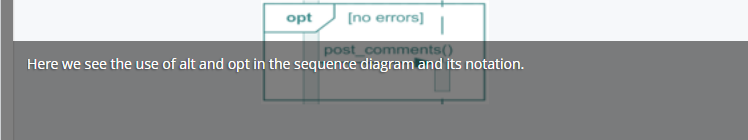 opt [no errors]
post_comments()
Here we see the use of alt and opt in the sequence diagram and its notation.